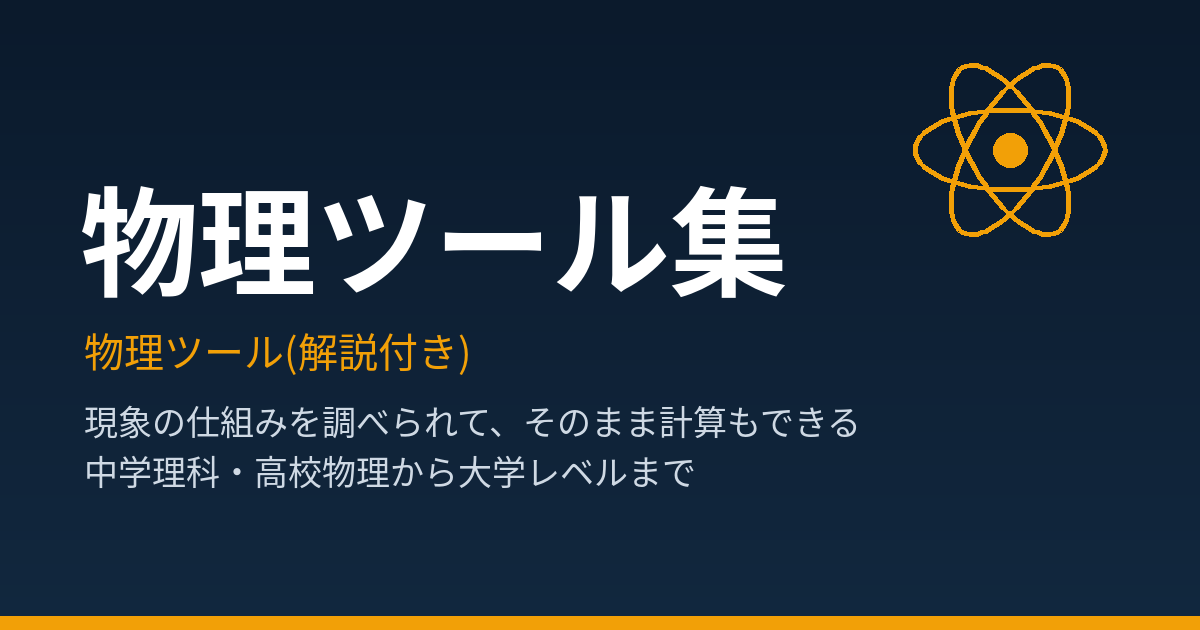 物理ツール集
物理ツール(解説付き)
現象の仕組みを調べられて、そのまま計算もできる
中学理科・高校物理から大学レベルまで